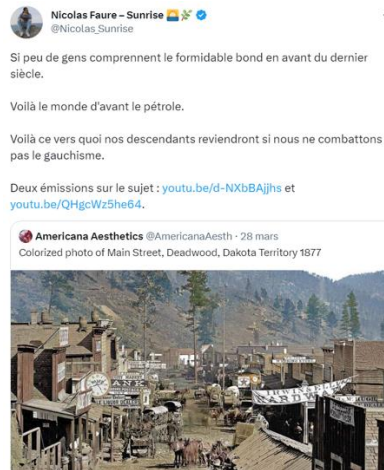 Nicolas Faure – Sunrise
@Nicolas_Sunrise
Si peu de gens comprennent le formidable bond en avant du dernier
siècle.
Voilà le monde d'avant le pétrole.
Voilà ce vers quoi nos descendants reviendront si nous ne combattons
pas le gauchisme.
Deux émissions sur le sujet : youtu.be/d-NXbBAjjhs et
youtu.be/QHgcWz5he64.
Americana Aesthetics @AmericanaAesth · 28 mars
Colorized photo of Main Street, Deadwood, Dakota Territory 1877
BANK